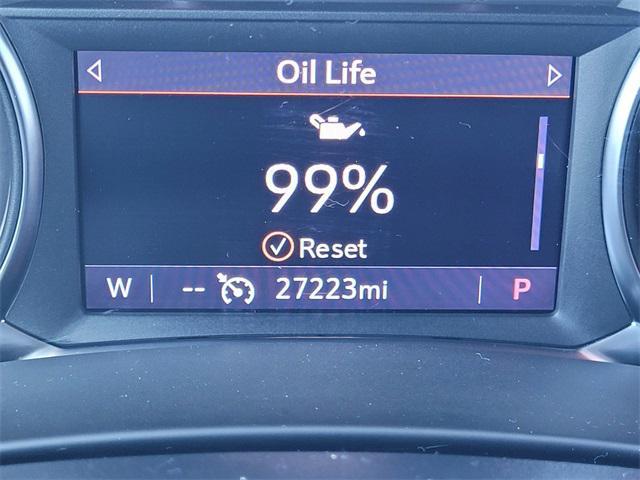 Oil Life
99%
Reset
W -- 27223mi P